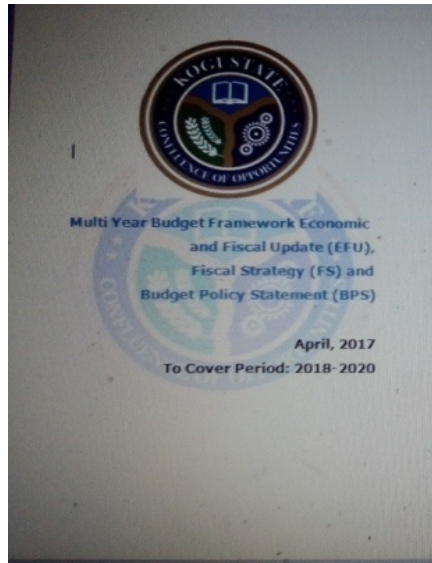 KOGI STATE
CONFLUENCE OF OPPORTUNITIES
Multi Year Budget Framework Economic
and Fiscal Update (EFU),
Fiscal Strategy (FS) and
Budget Policy Statement (BPS)
April, 2017
To Cover Period: 2018-2020